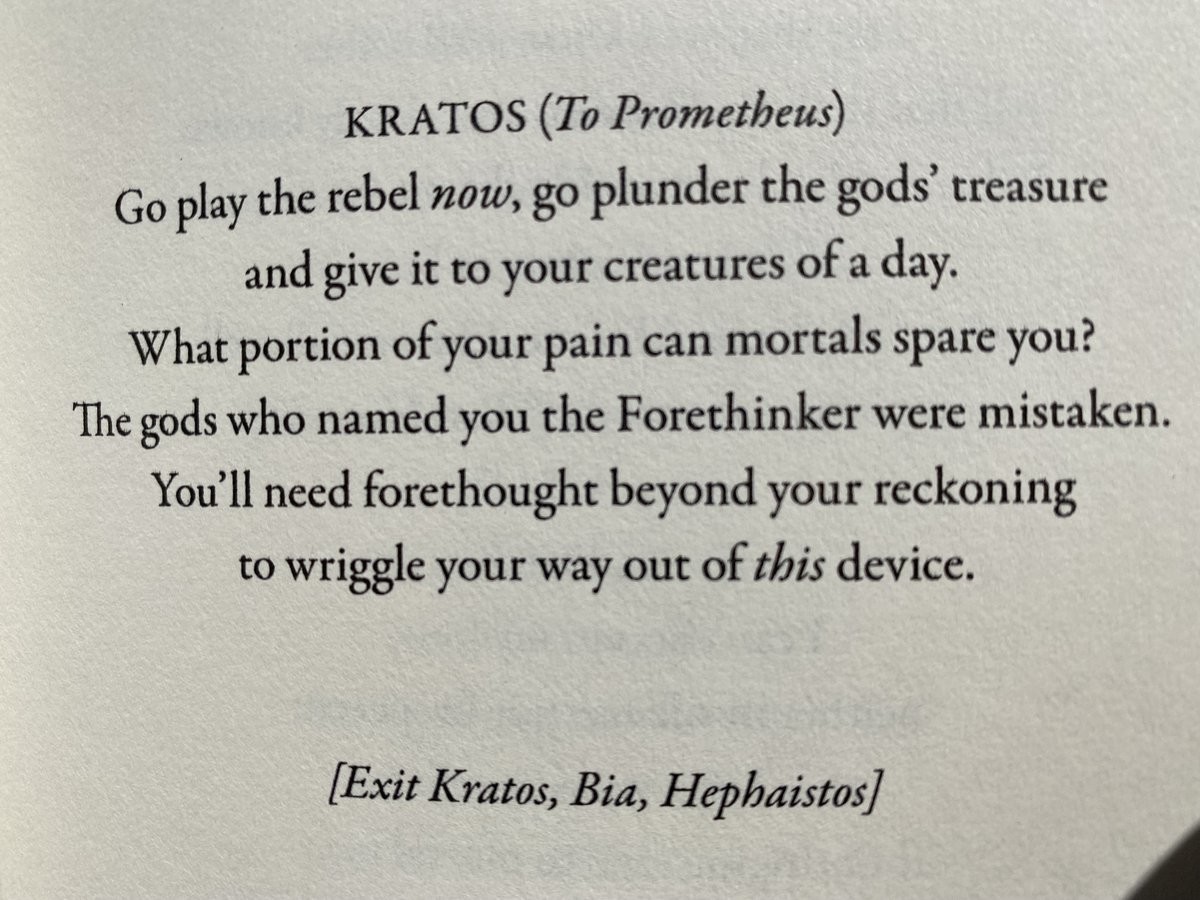 KRATOS (To Prometheus)
Go play the rebel now, go plunder the gods’ treasure
and give it to your creatures of a day.
What portion of your pain can mortals spare you?
The gods who named you the Forethinker were mistaken.
You’ll need forethought beyond your reckoning
to wriggle your way out of this device.
[Exit Kratos, Bia, Hephaistos]